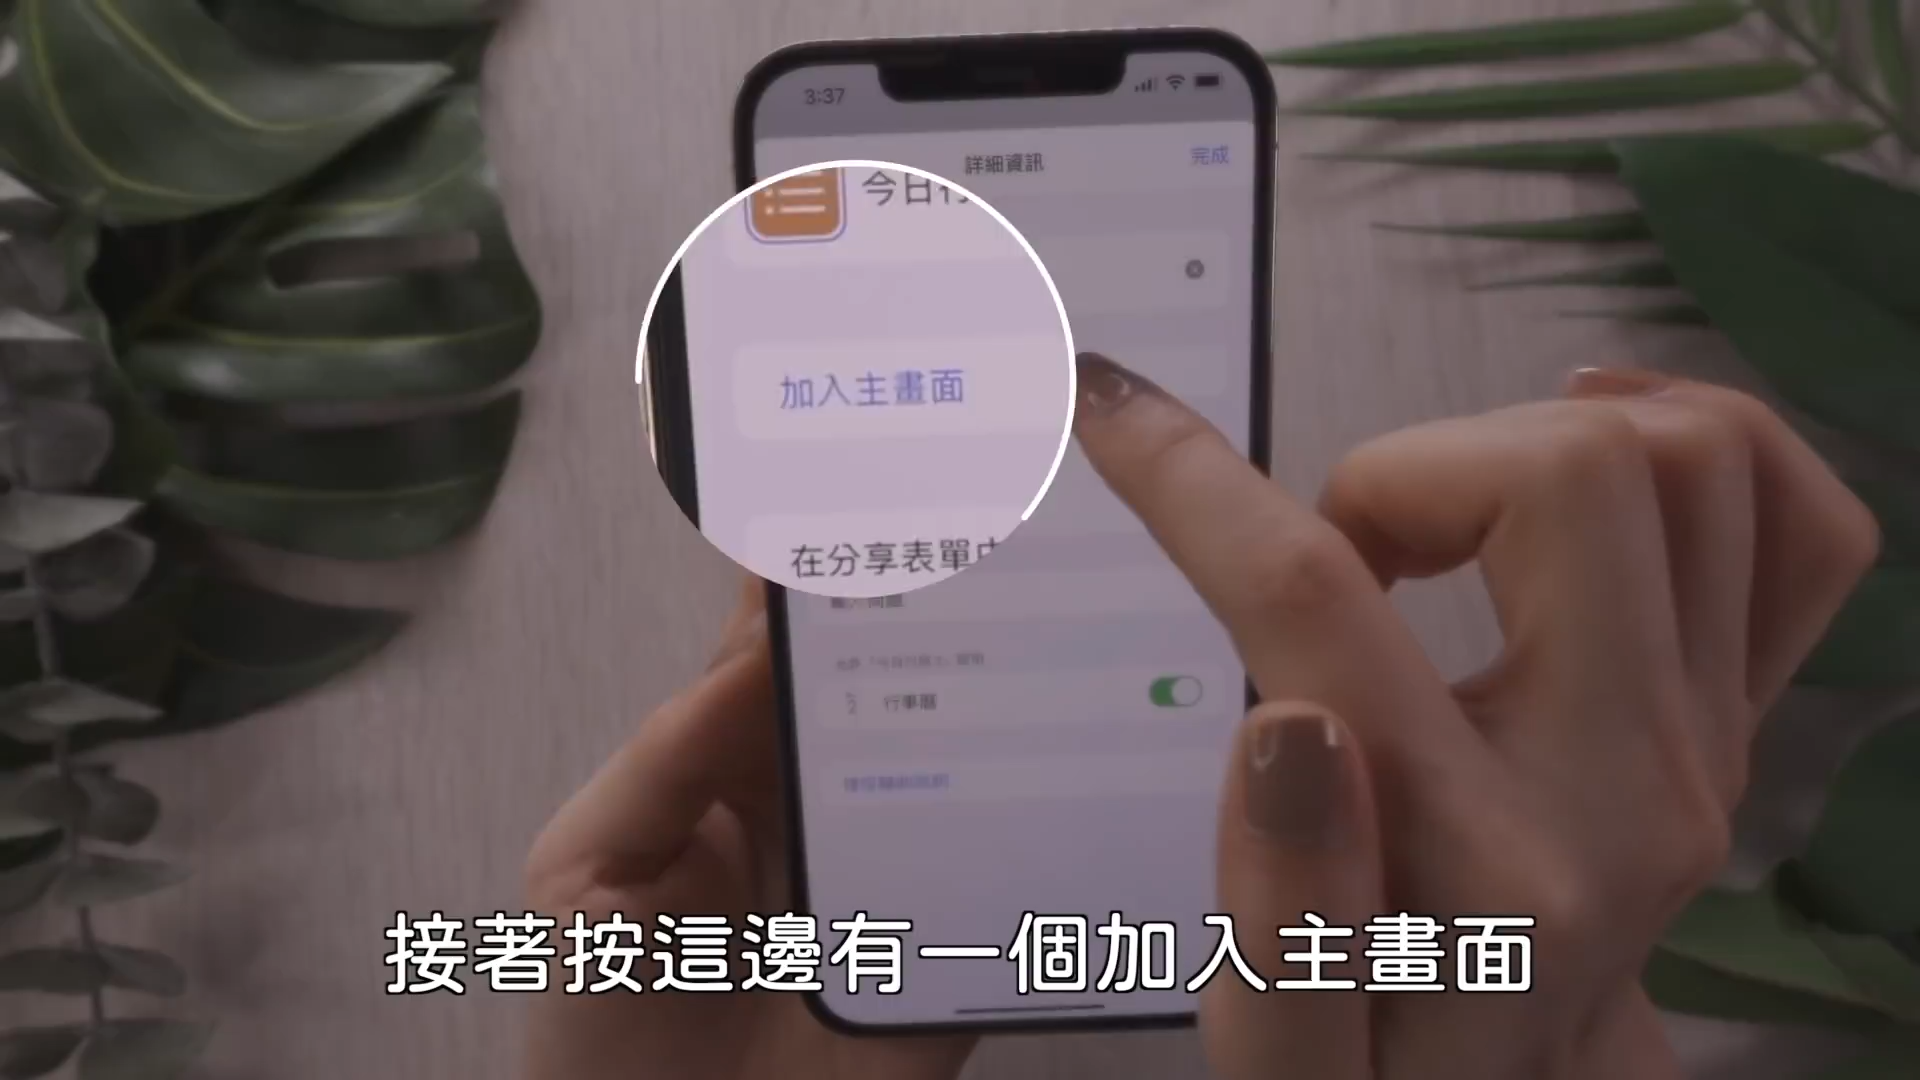 3:37
詳細資訊
完成
今日行
加入主畫面
在分享表單中
行事曆
接著按這邊有一個加入主畫面